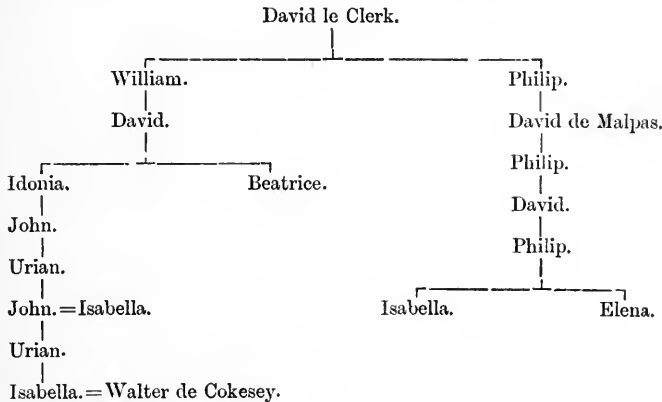 David le Clerk.
William. Philip.
David. David de Malpas.
Idonia. Beatrice. Philip.
John. David.
Urian. Philip.
John.=Isabella. Isabella. Elena.
Urian.
Isabella.=Walter de Cokesey.